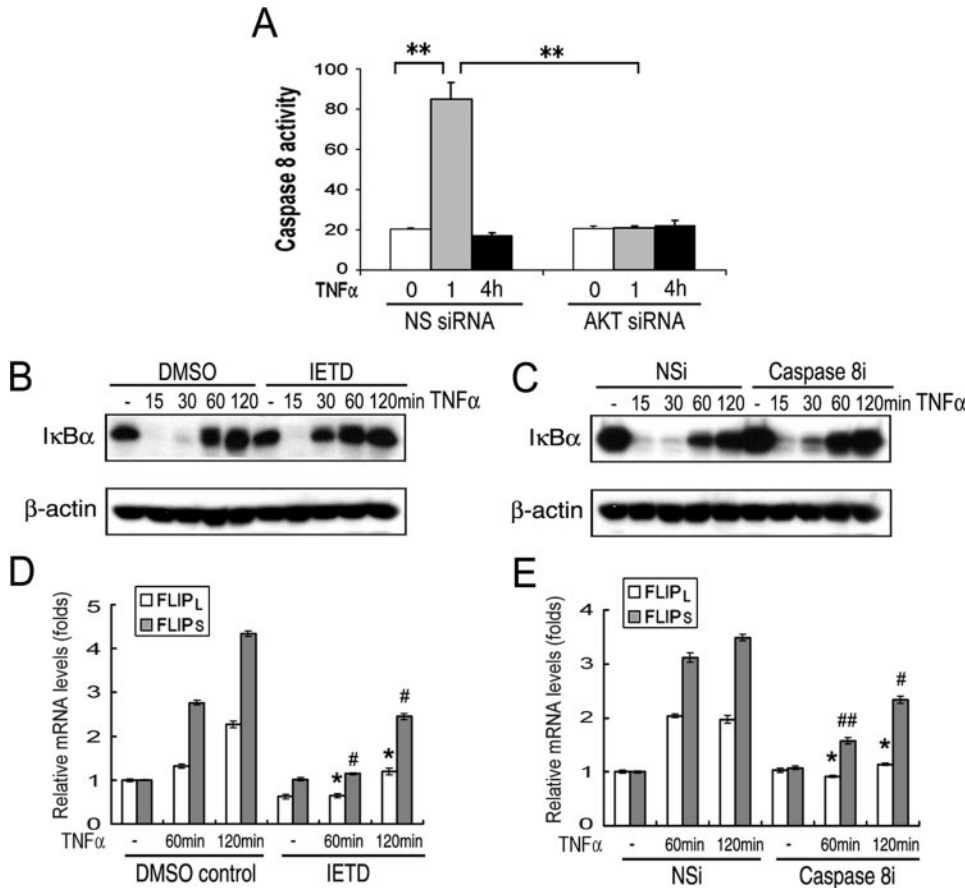 A
** **
Caspase 8 activity
100
80
60
40
20
0
TNFα 0 1 4h 0 1 4h
NS siRNA AKT siRNA
B
DMSO IETD
- 15 30 60 120 - 15 30 60 120min TNFα
IκBα
β-actin
C
NSi Caspase 8i
- 15 30 60 120 - 15 30 60 120min TNFα
IκBα
β-actin
D
Relative mRNA levels (folds)
5
4
3
2
1
0
FLIP L
FLIP S
* # * #
TNFα - 60min 120min - 60min 120min
DMSO control IETD
E
Relative mRNA levels (folds)
4
3
2
1
0
FLIP L
FLIP S
* ## * #
TNFα - 60min 120min - 60min 120min
NSi Caspase 8i